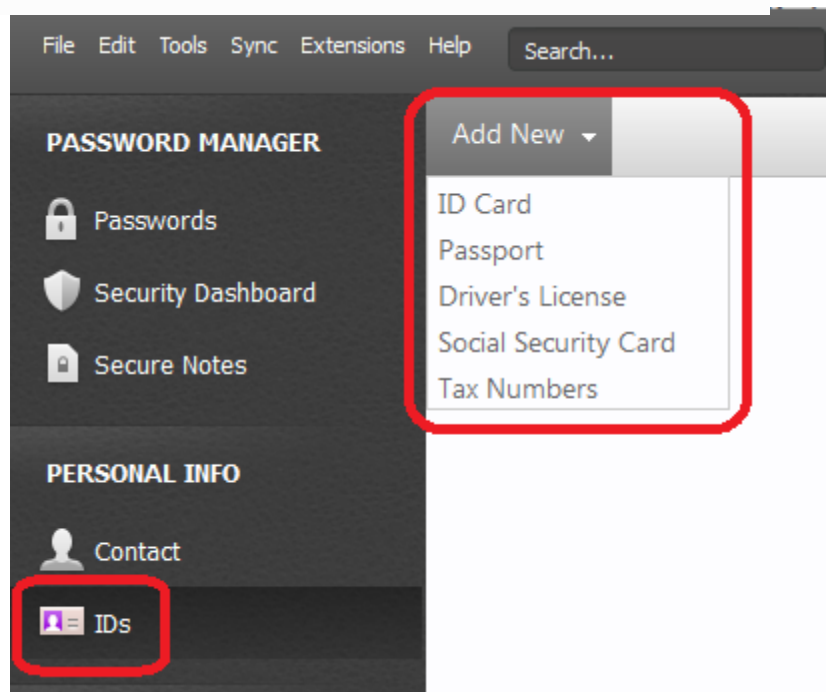 File Edit Tools Sync Extensions Help Search...
PASSWORD MANAGER
Passwords
Security Dashboard
Secure Notes
PERSONAL INFO
Contact
IDs
Add New
ID Card
Passport
Driver's License
Social Security Card
Tax Numbers